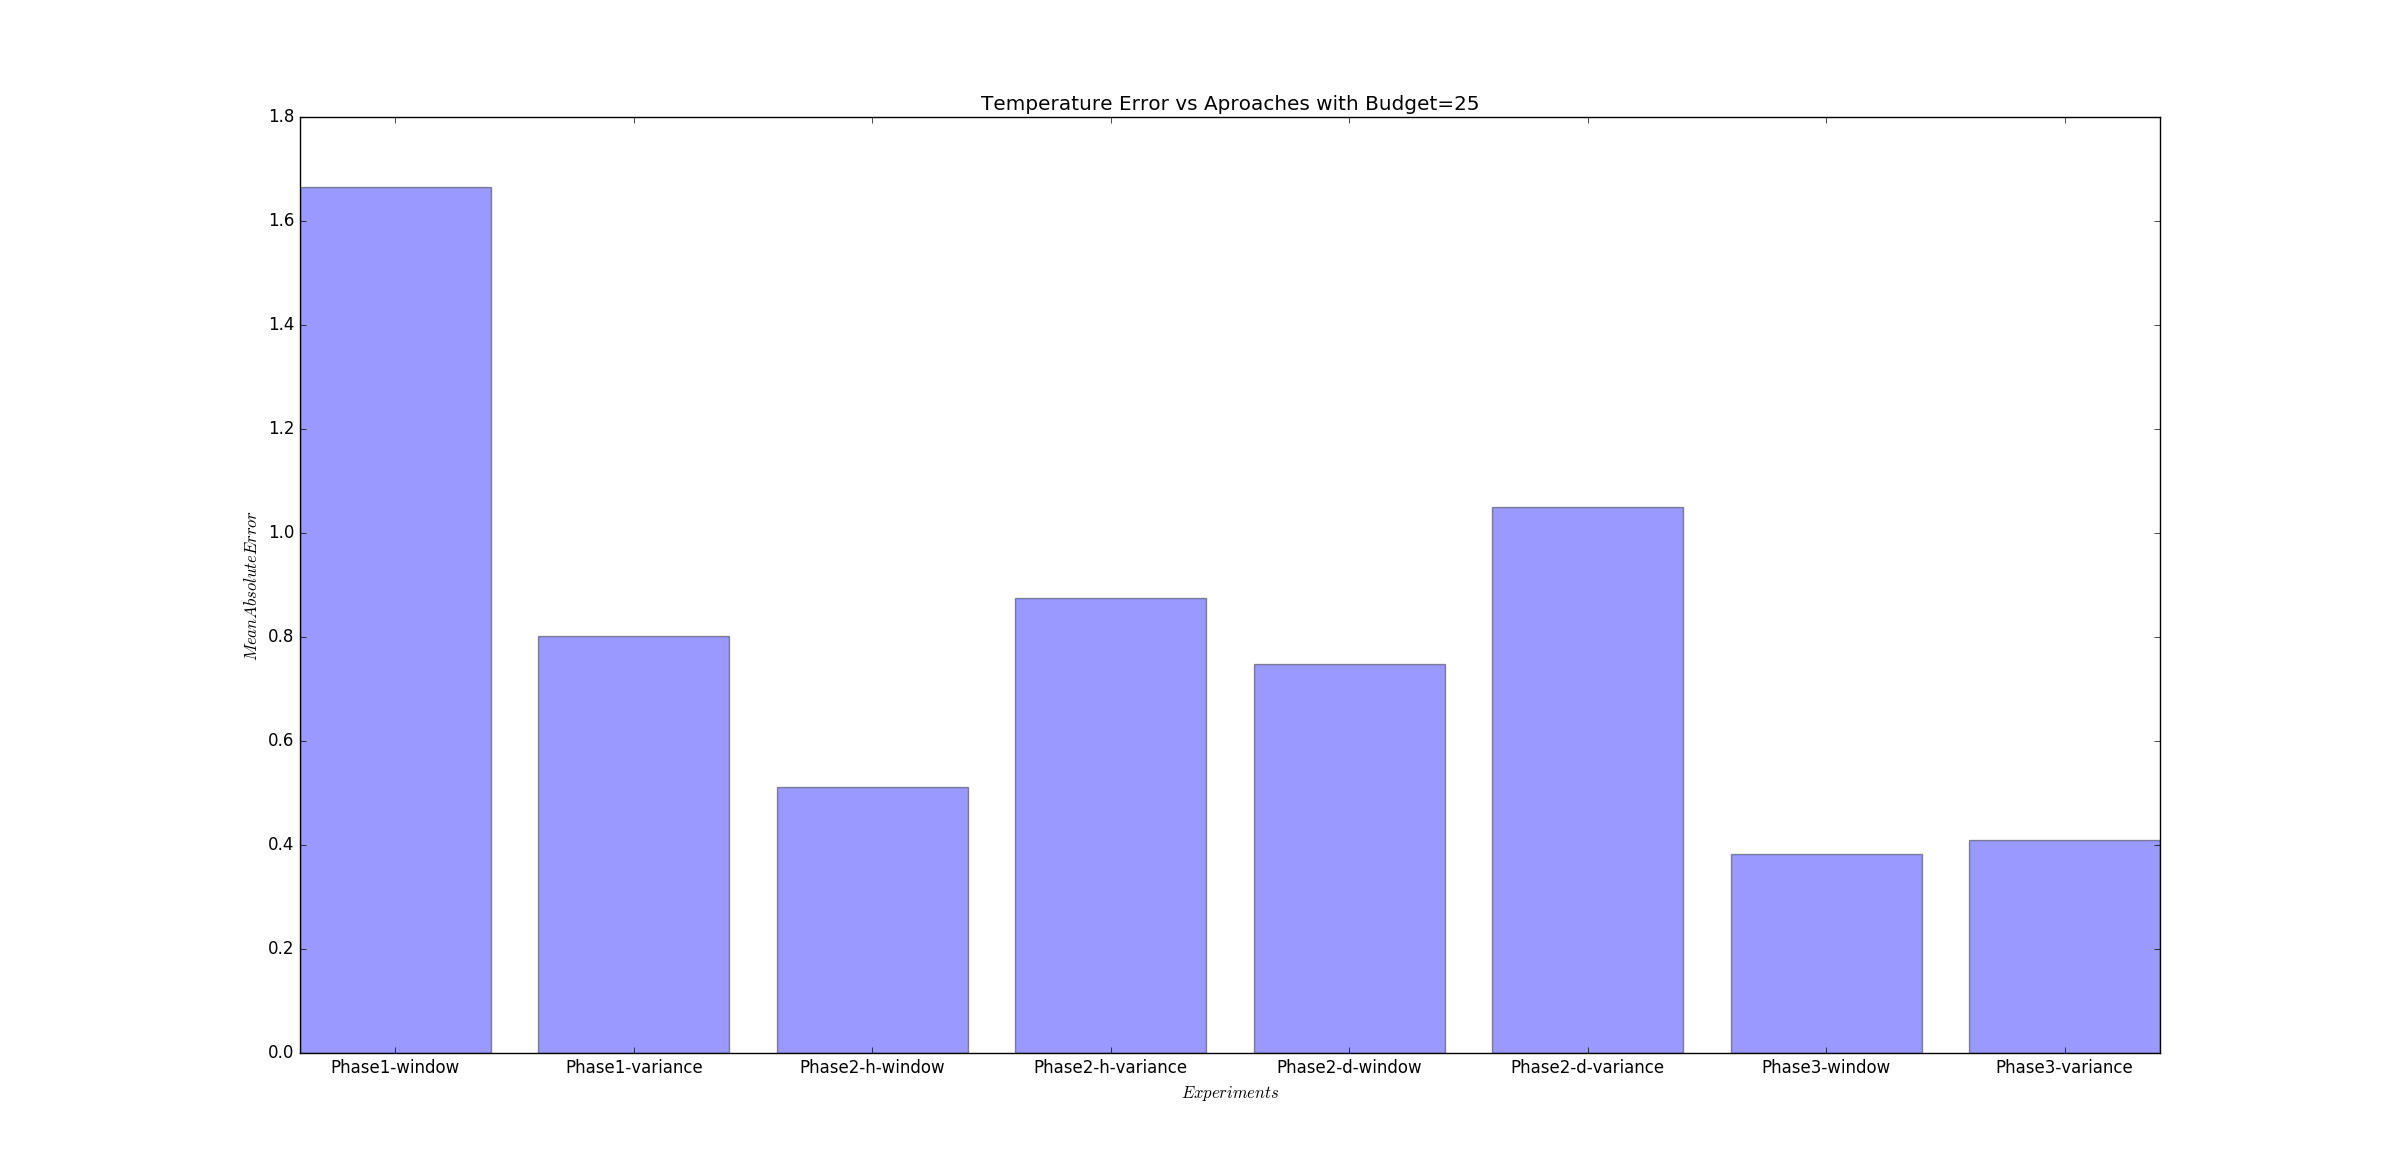 Temperature Error vs Aproaches with Budget=25
1.8
1.6
1.4
1.2
1.0
0.8
0.6
0.4
0.2
0.0
MeanAbsoluteError
Phase1-window Phase1-variance Phase2-h-window Phase2-h-variance Phase2-d-window Phase2-d-variance Phase3-window Phase3-variance
Experiments